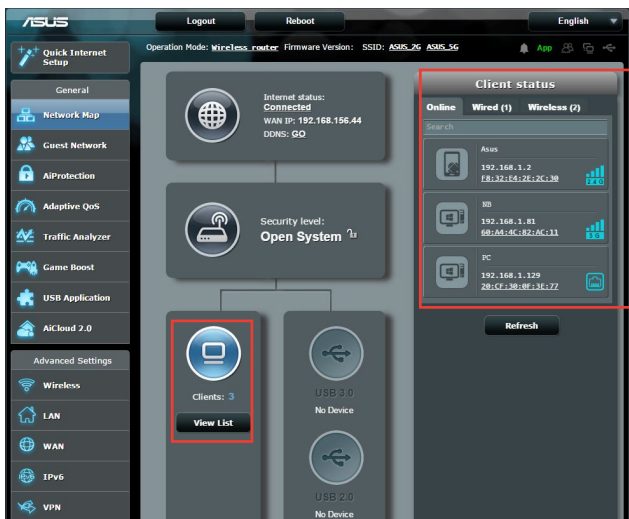 ASUS
Logout
Reboot
English
Quick Internet
Setup
Operation Mode: Wireless router Firmware Version: SSID: ASUS_2G ASUS_5G
App
General
Network Map
Guest Network
AiProtection
Adaptive QoS
Traffic Analyzer
Game Boost
USB Application
AiCloud 2.0
Advanced Settings
Wireless
LAN
WAN
IPv6
VPN
Internet status:
Connected
WAN IP: 192.168.156.44
DDNS: GO
Security level:
Open System
Clients: 3
View List
USB 3.0
No Device
USB 2.0
No Device
Client status
Online Wired (1) Wireless (2)
Search
Asus
192.168.1.2
F8:32:E4:2E:2C:30
2.4G
NB
192.168.1.81
60:A4:4C:82:AC:11
5G
PC
192.168.1.129
20:CF:30:0F:3E:77
Refresh